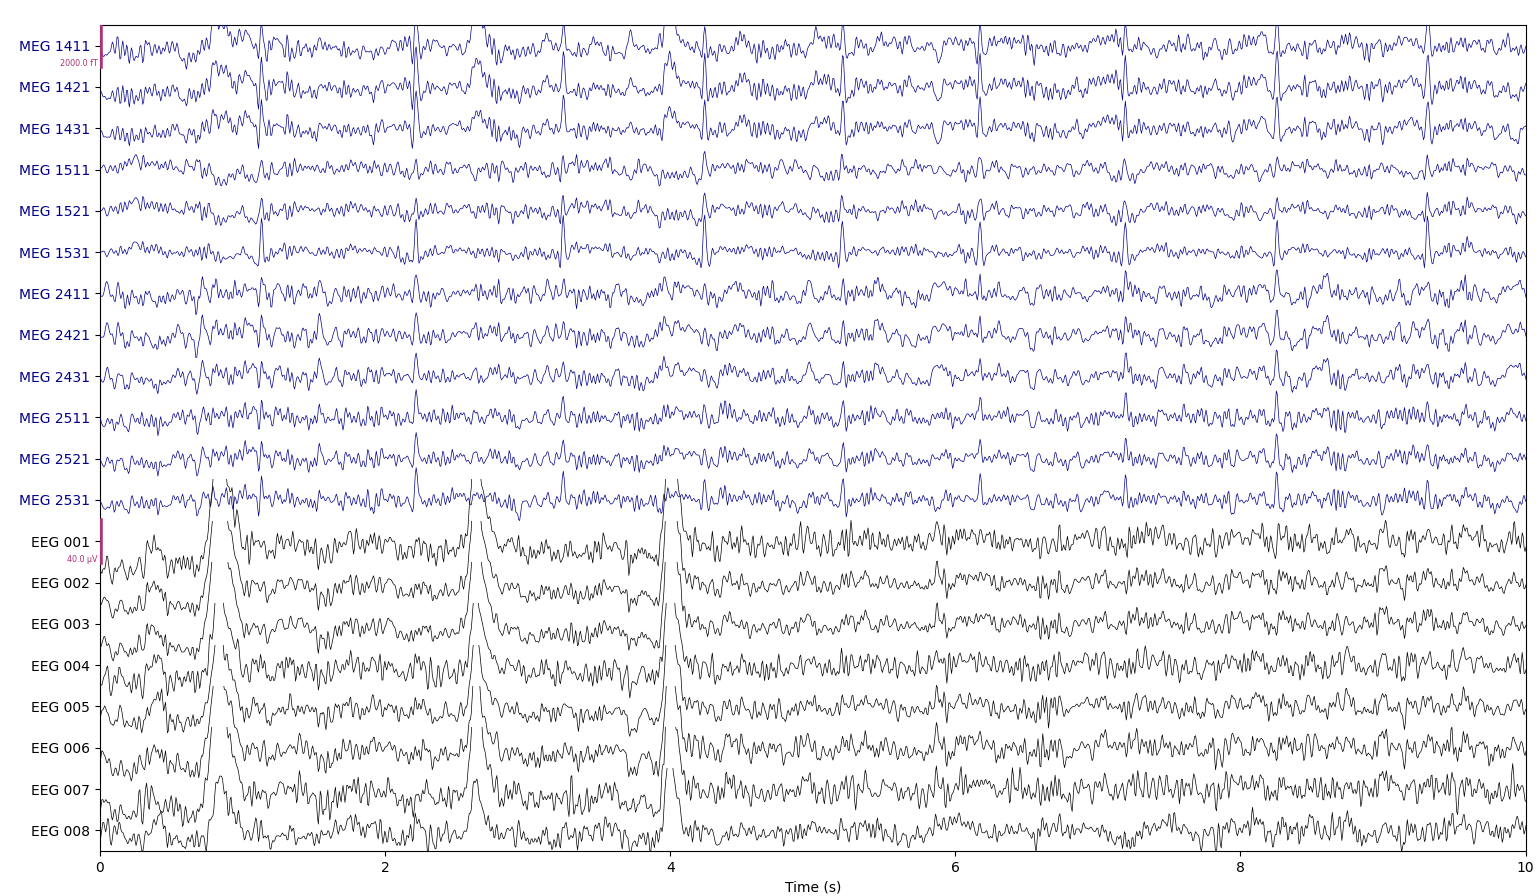 MEG 1411
2000.0 fT
MEG 1421
MEG 1431
MEG 1511
MEG 1521
MEG 1531
MEG 2411
MEG 2421
MEG 2431
MEG 2511
MEG 2521
MEG 2531
EEG 001
40.0 µV
EEG 002
EEG 003
EEG 004
EEG 005
EEG 006
EEG 007
EEG 008
0 2 4 6 8 10
Time (s)